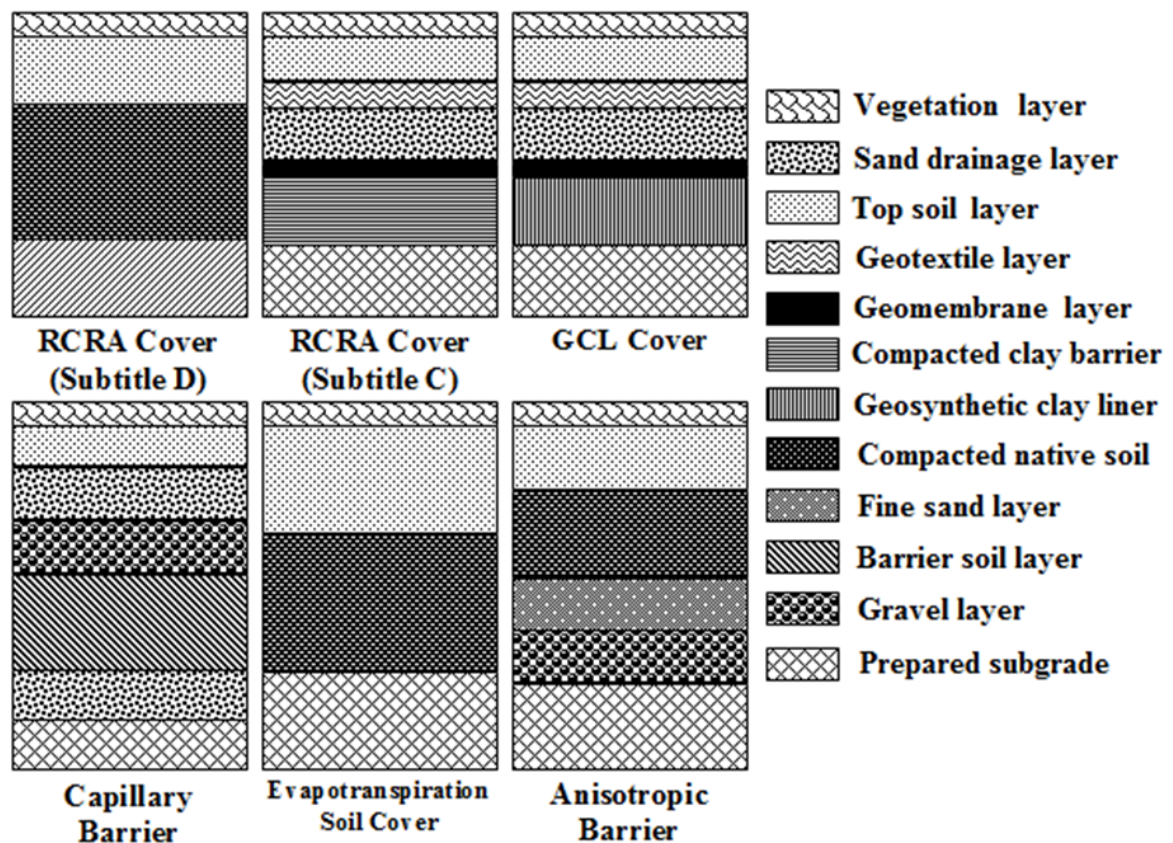 RCRA Cover
(Subtitle D)
RCRA Cover
(Subtitle C)
GCL Cover
Capillary
Barrier
Evapotranspiration
Soil Cover
Anisotropic
Barrier
Vegetation layer
Sand drainage layer
Top soil layer
Geotextile layer
Geomembrane layer
Compacted clay barrier
Geosynthetic clay liner
Compacted native soil
Fine sand layer
Barrier soil layer
Gravel layer
Prepared subgrade